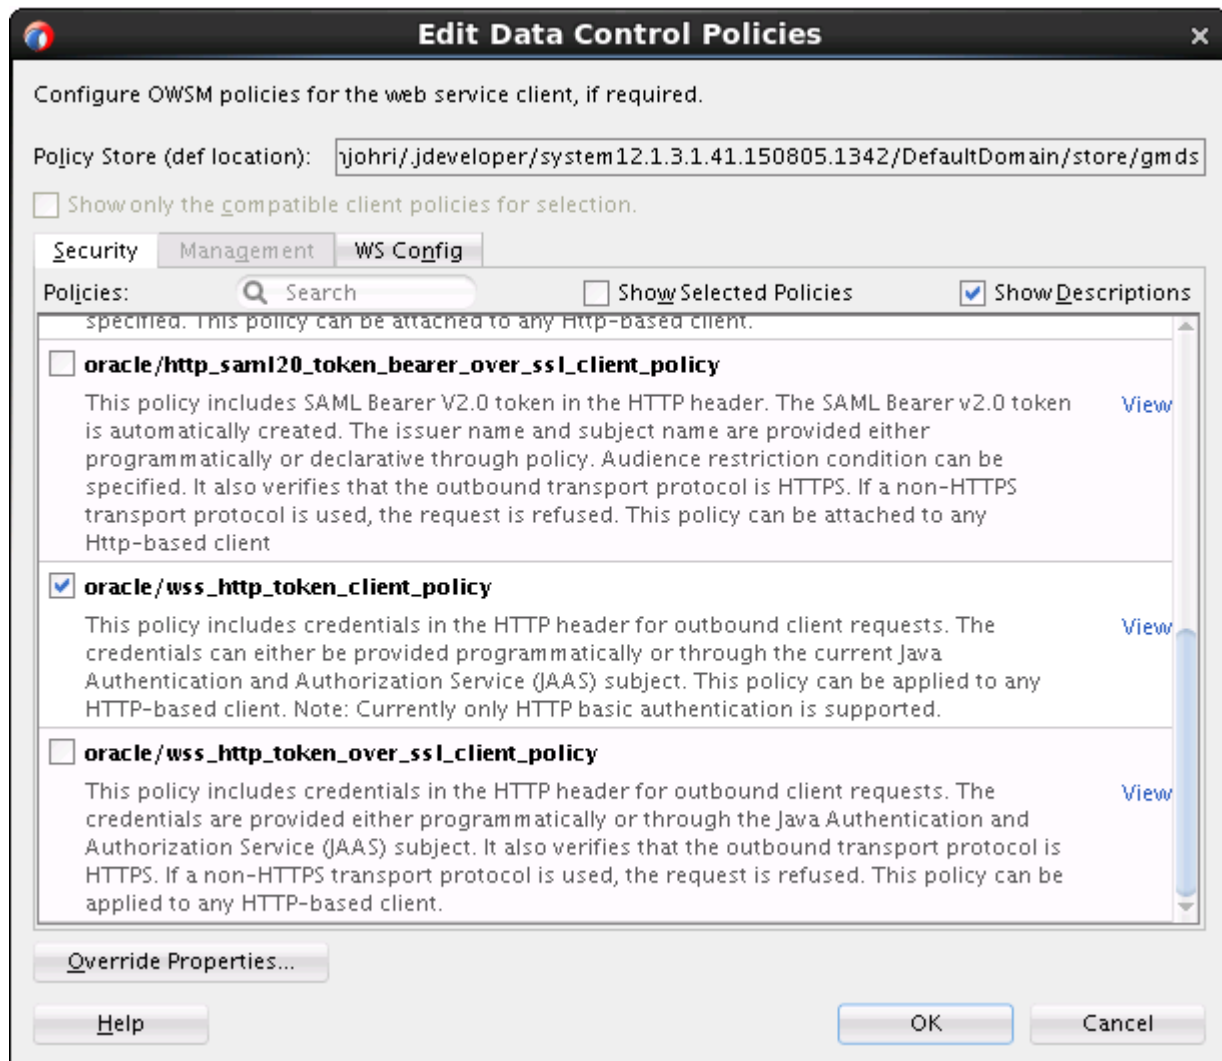 Edit Data Control Policies
Configure OWSM policies for the web service client, if required.
Policy Store (def location): johri/.jdeveloper/system12.1.3.1.41.150805.1342/DefaultDomain/store/gmds
Show only the compatible client policies for selection.
Security Management WS Config
Policies: Search Show Selected Policies Show Descriptions
specified. This policy can be attached to any Http-based client.
oracle/http_saml20_token_bearer_over_ssl_client_policy
This policy includes SAML Bearer V2.0 token in the HTTP header. The SAML Bearer v2.0 token View
is automatically created. The issuer name and subject name are provided either
programmatically or declarative through policy. Audience restriction condition can be
specified. It also verifies that the outbound transport protocol is HTTPS. If a non-HTTPS
transport protocol is used, the request is refused. This policy can be attached to any
Http-based client
oracle/wss_http_token_client_policy
This policy includes credentials in the HTTP header for outbound client requests. The View
credentials can either be provided programmatically or through the current Java
Authentication and Authorization Service (JAAS) subject. This policy can be applied to any
HTTP-based client. Note: Currently only HTTP basic authentication is supported.
oracle/wss_http_token_over_ssl_client_policy
This policy includes credentials in the HTTP header for outbound client requests. The View
credentials are provided either programmatically or through the Java Authentication and
Authorization Service (JAAS) subject. It also verifies that the outbound transport protocol is
HTTPS. If a non-HTTPS transport protocol is used, the request is refused. This policy can be
applied to any HTTP-based client.
Override Properties...
Help OK Cancel